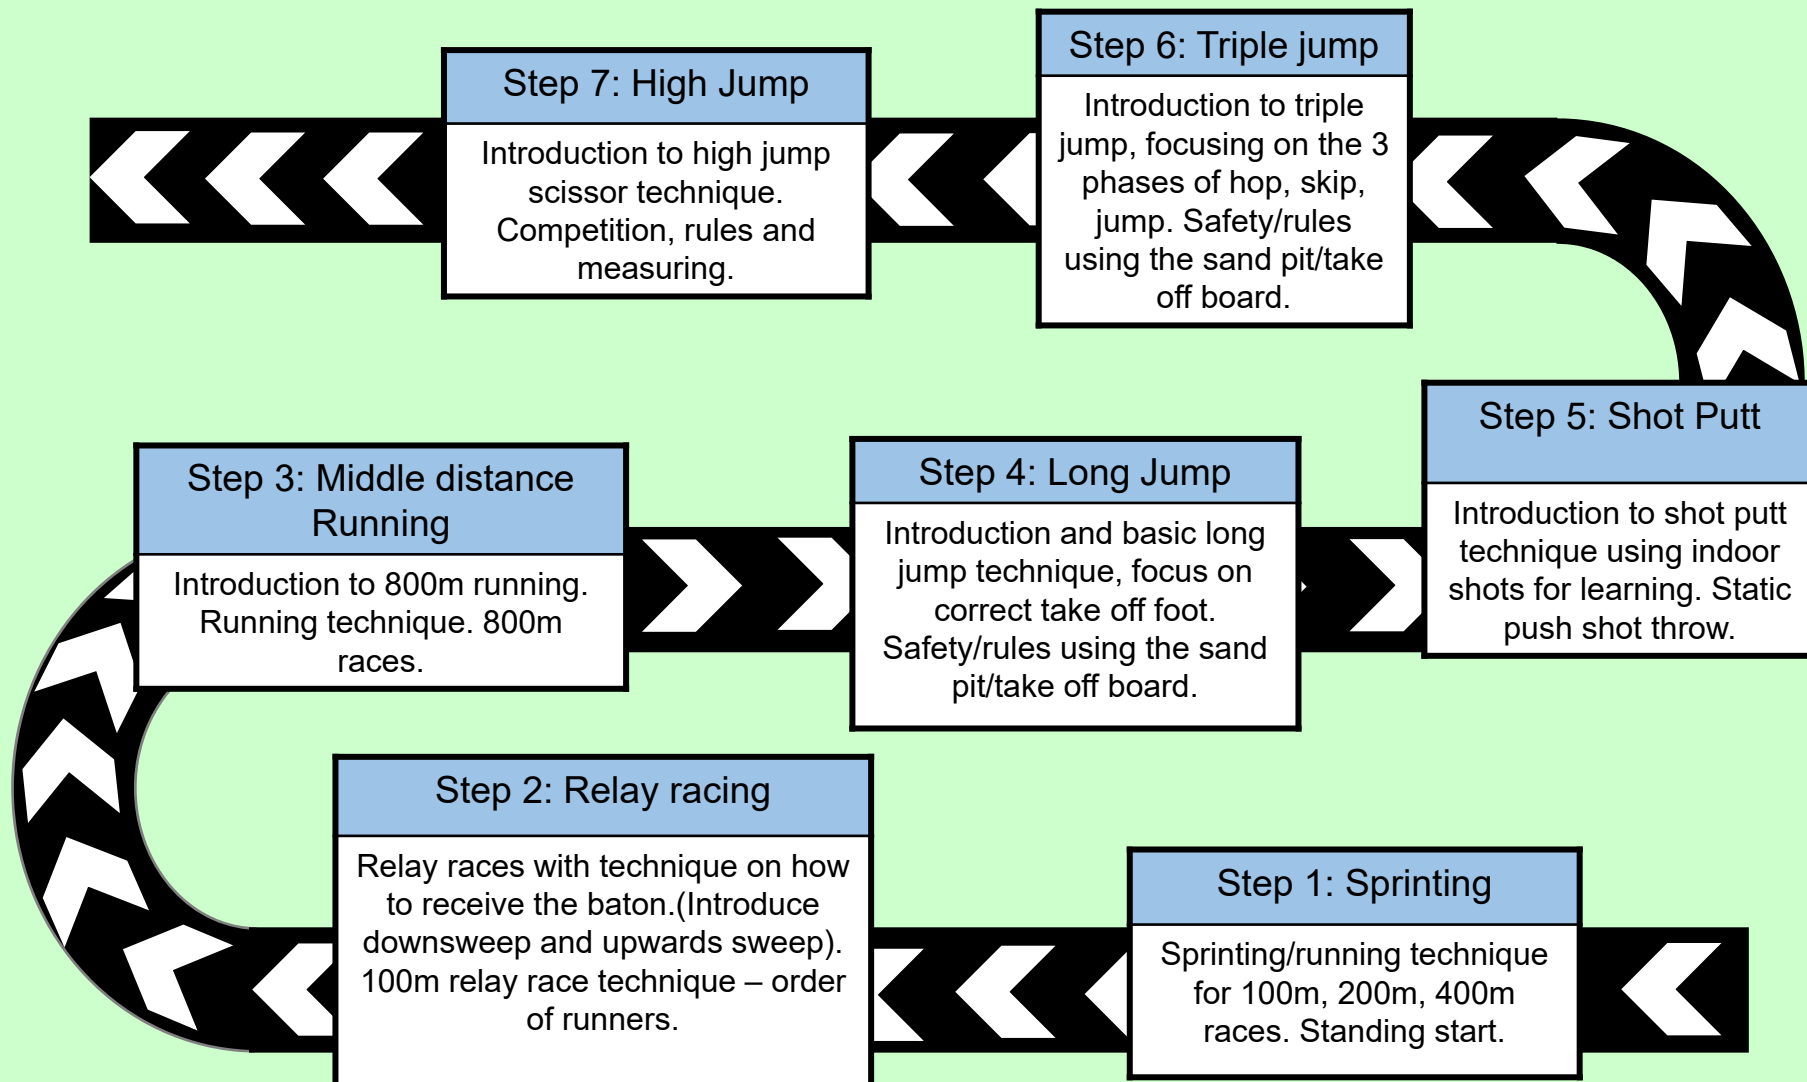 Step 6: Triple jump
Introduction to triple
jump, focusing on the 3
phases of hop, skip,
jump. Safety/rules
using the sand pit/take
off board.
Step 7: High Jump
Introduction to high jump
scissor technique.
Competition, rules and
measuring.
Step 5: Shot Putt
Introduction to shot putt
technique using indoor
shots for learning. Static
push shot throw.
Step 4: Long Jump
Introduction and basic long
jump technique, focus on
correct take off foot.
Safety/rules using the sand
pit/take off board.
Step 3: Middle distance
Running
Introduction to 800m running.
Running technique. 800m
races.
Step 2: Relay racing
Relay races with technique on how
to receive the baton.(Introduce
downsweep and upwards sweep).
100m relay race technique – order
of runners.
Step 1: Sprinting
Sprinting/running technique
for 100m, 200m, 400m
races. Standing start.